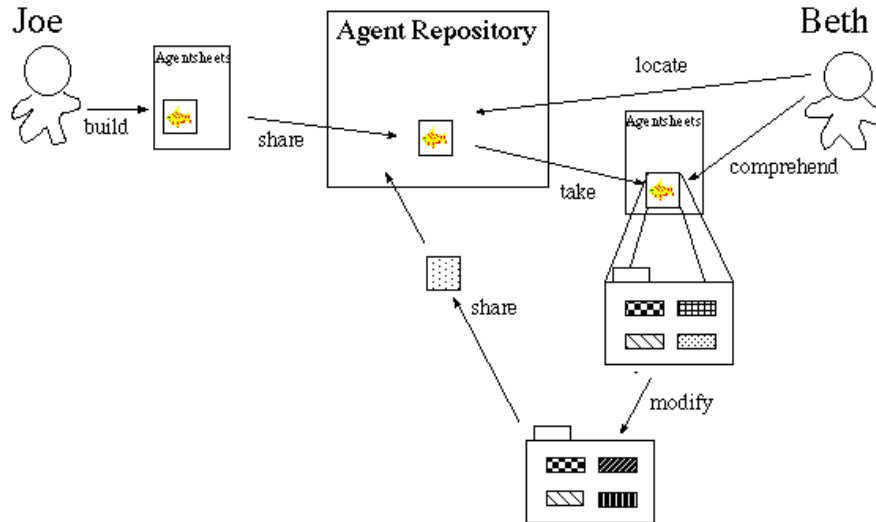 Joe
Agent Repository
Beth
Agentsheets
locate
build
share
Agentsheets
take
comprehend
share
modify